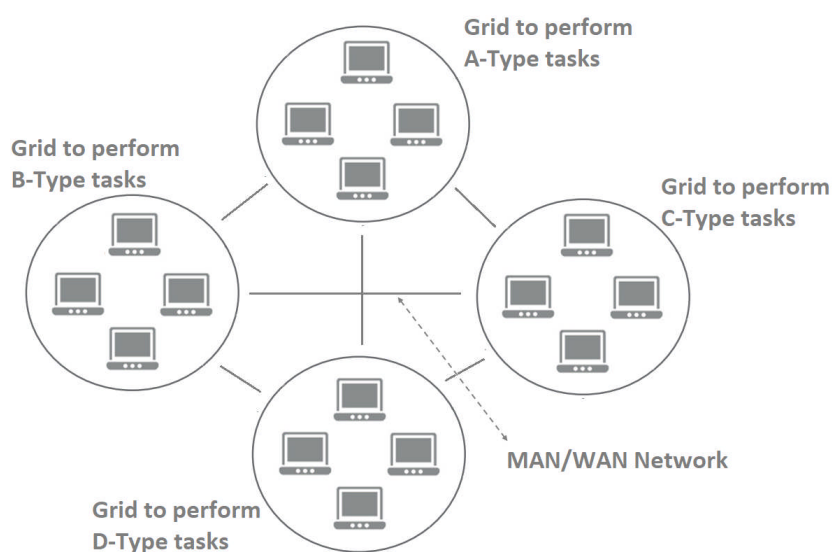 Grid to perform
A-Type tasks
Grid to perform
B-Type tasks
Grid to perform
C-Type tasks
MAN/WAN Network
Grid to perform
D-Type tasks